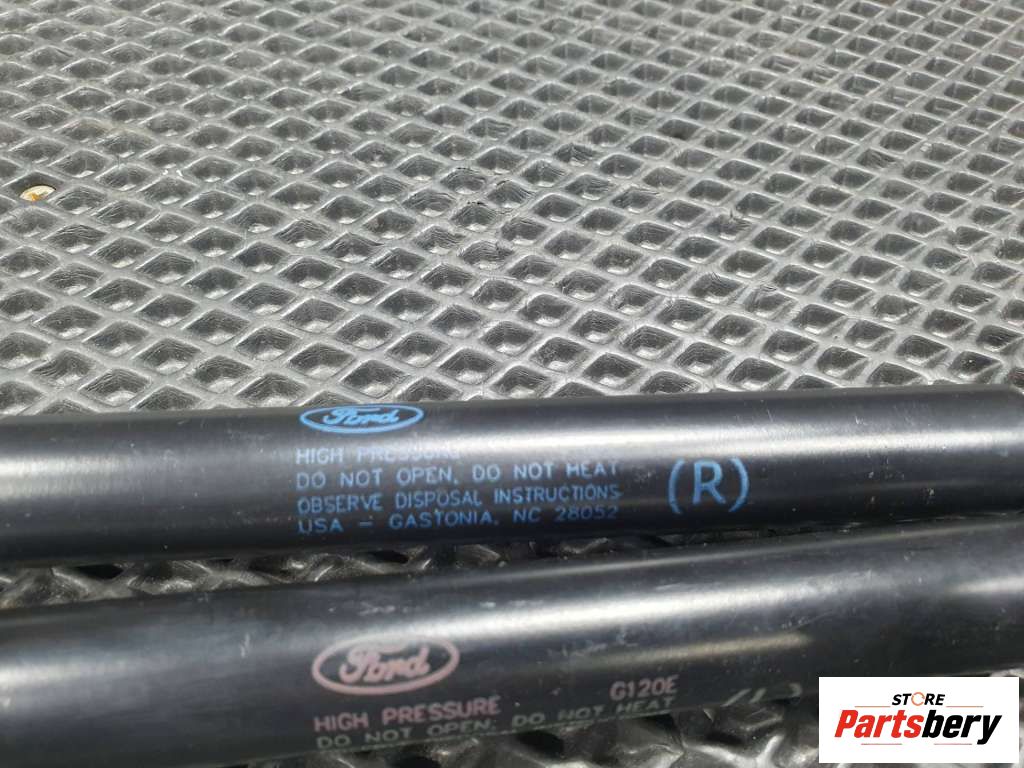 Ford
HIGH PRESSURE
DO NOT OPEN, DO NOT HEAT
OBSERVE DISPOSAL INSTRUCTIONS
USA - GASTONIA, NC 28052
(R)
Ford
HIGH PRESSURE G120E
DO NOT OPEN, DO NOT HEAT
STORE
Partsbery